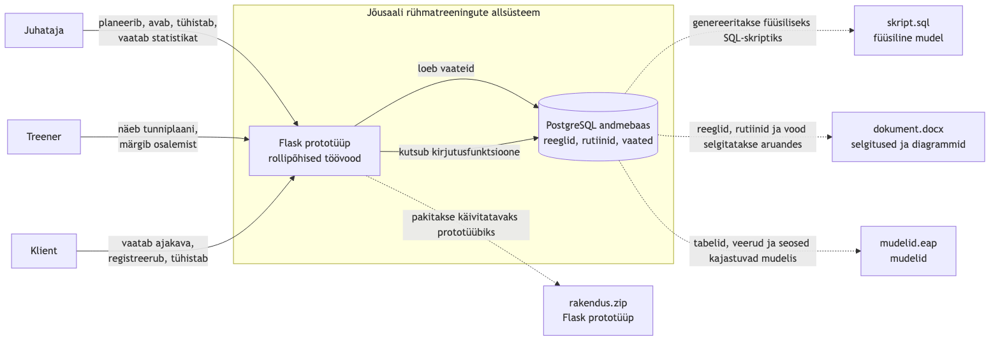 Jõusaali rühmatreeningute allsüsteem
Juhataja
planeerib, avab, tühistab,
vaatab statistikat
genereeritakse füüsiliseks
SQL-skriptiks
skript.sql
füüsiline mudel
loeb vaateid
Treener
näeb tunniplaani,
märgib osalemist
Flask prototüüp
rollipõhised töövood
kutsub kirjutusfunktsioone
PostgreSQL andmebaas
reeglid, rutiinid, vaated
reeglid, rutiinid ja vood
selgitatakse aruandes
dokument.docx
selgitused ja diagrammid
pakitakse käivitatavaks
prototüübiks
Klient
vaatab ajakava,
registreerub, tühistab
tabelid, veerud ja seosed
kajastuvad mudelis
mudelid.eap
mudelid
rakendus.zip
Flask prototüüp